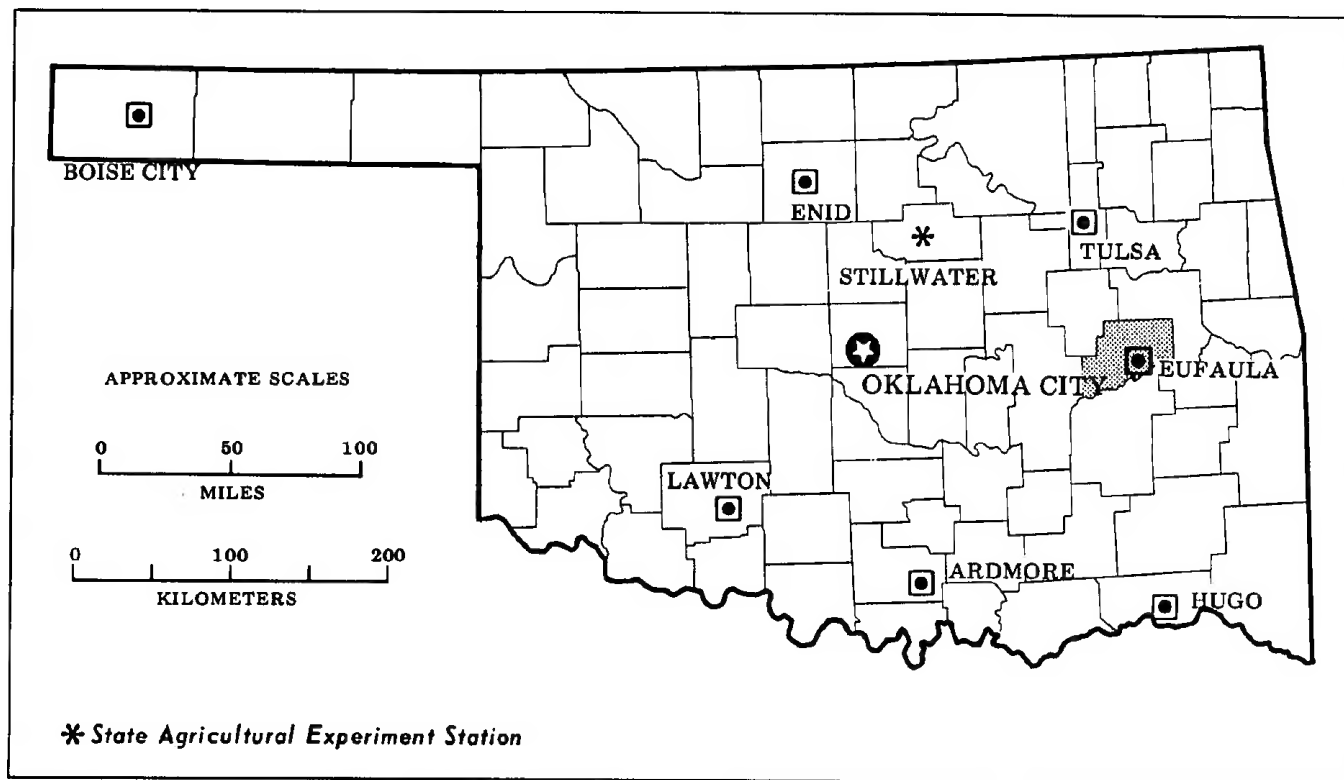 BOISE CITY
ENID
TULSA
STILLWATER
OKLAHOMA CITY
EUFAULA
APPROXIMATE SCALES
0 50 100
MILES
LAWTON
0 100 200
KILOMETERS
ARDMORE
HUGO
* State Agricultural Experiment Station